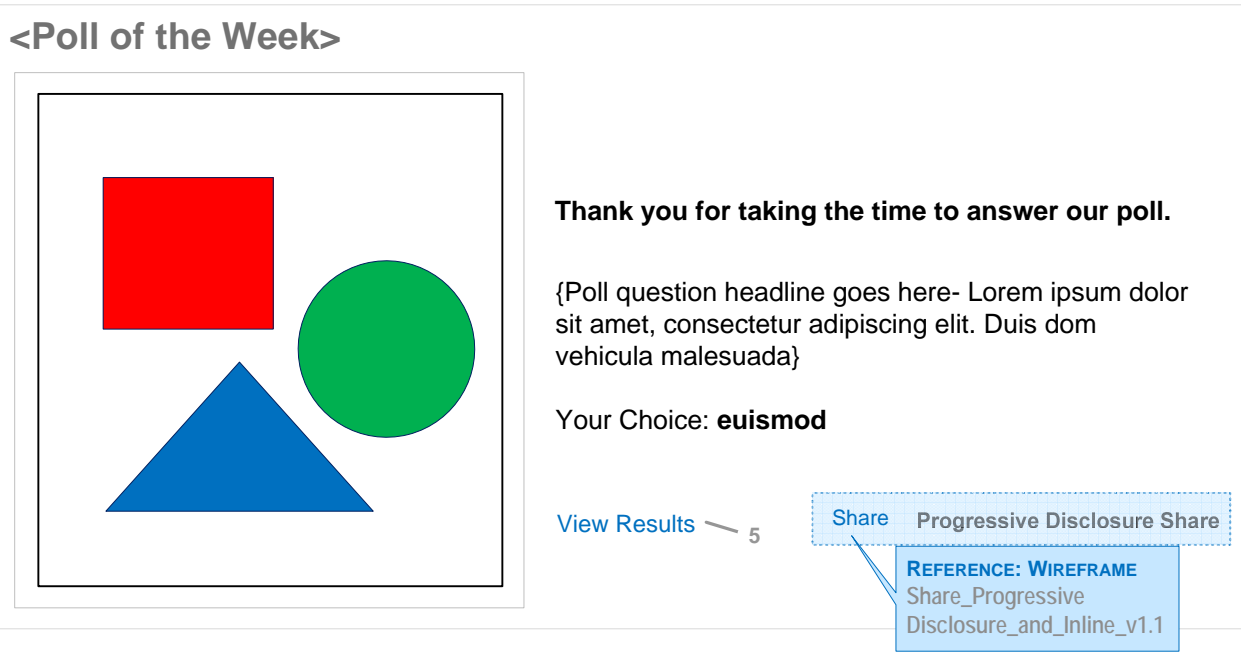 <Poll of the Week>
Thank you for taking the time to answer our poll.
{Poll question headline goes here- Lorem ipsum dolor
sit amet, consectetur adipiscing elit. Duis dom
vehicula malesuada}
Your Choice: euismod
View Results 5
Share Progressive Disclosure Share
REFERENCE: WIREFRAME
Share_Progressive
Disclosure_and_Inline_v1.1